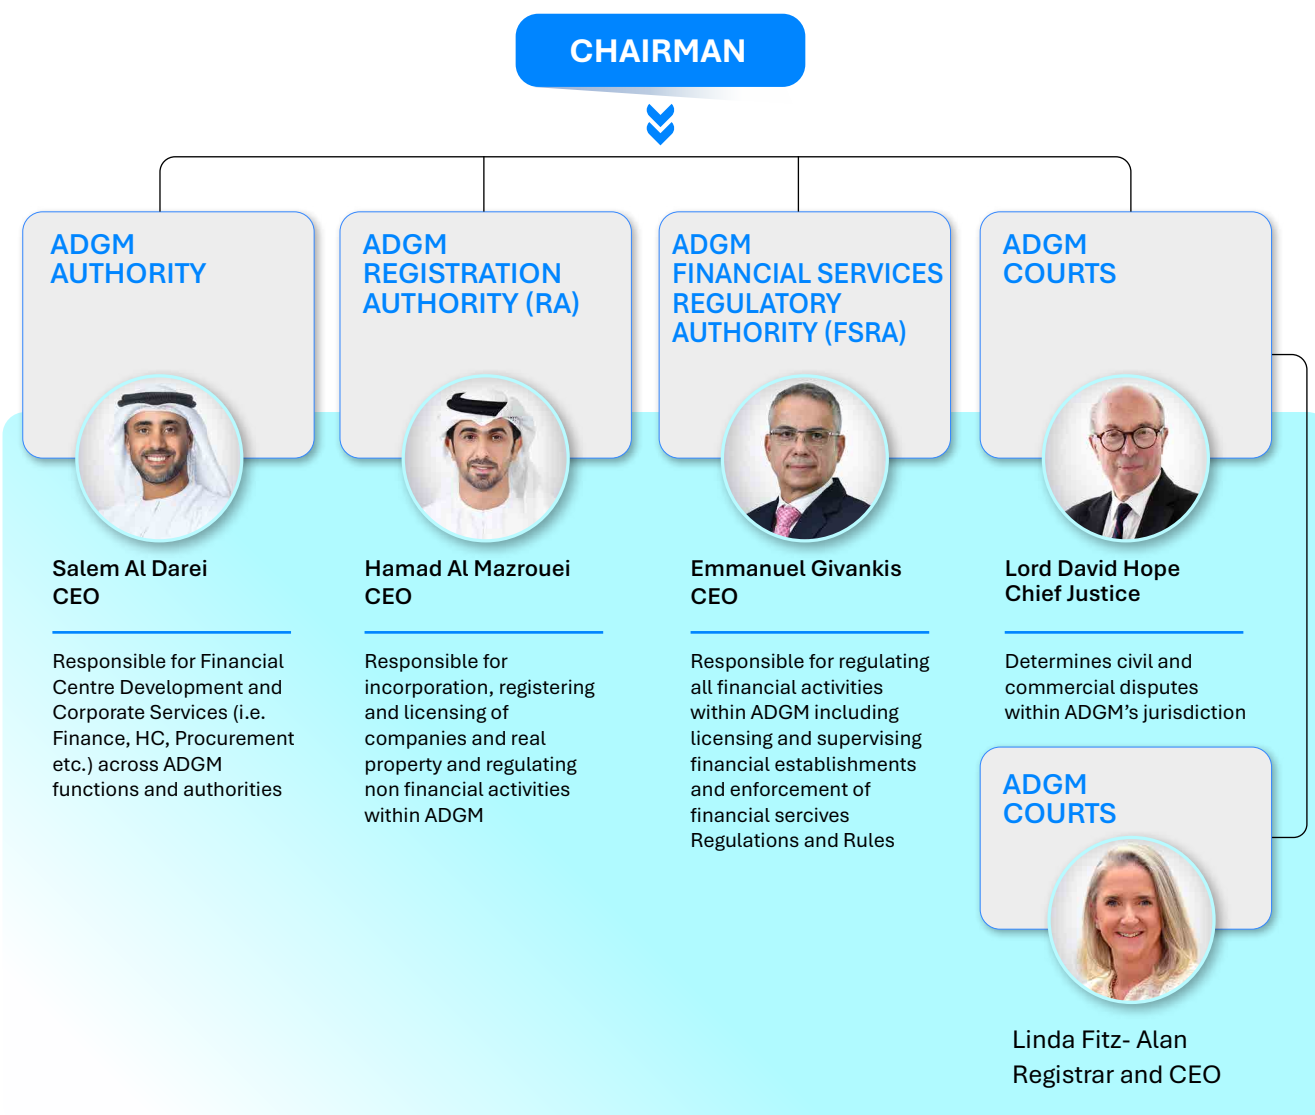 CHAIRMAN
ADGM
AUTHORITY
Salem Al Darei
CEO
Responsible for Financial
Centre Development and
Corporate Services (i.e.
Finance, HC, Procurement
etc.) across ADGM
functions and authorities
ADGM
REGISTRATION
AUTHORITY (RA)
Hamad Al Mazrouei
CEO
Responsible for
incorporation, registering
and licensing of
companies and real
property and regulating
non financial activities
within ADGM
ADGM
FINANCIAL SERVICES
REGULATORY
AUTHORITY (FSRA)
Emmanuel Givankis
CEO
Responsible for regulating
all financial activities
within ADGM including
licensing and supervising
financial establishments
and enforcement of
financial sercives
Regulations and Rules
ADGM
COURTS
Lord David Hope
Chief Justice
Determines civil and
commercial disputes
within ADGM’s jurisdiction
ADGM
COURTS
Linda Fitz- Alan
Registrar and CEO